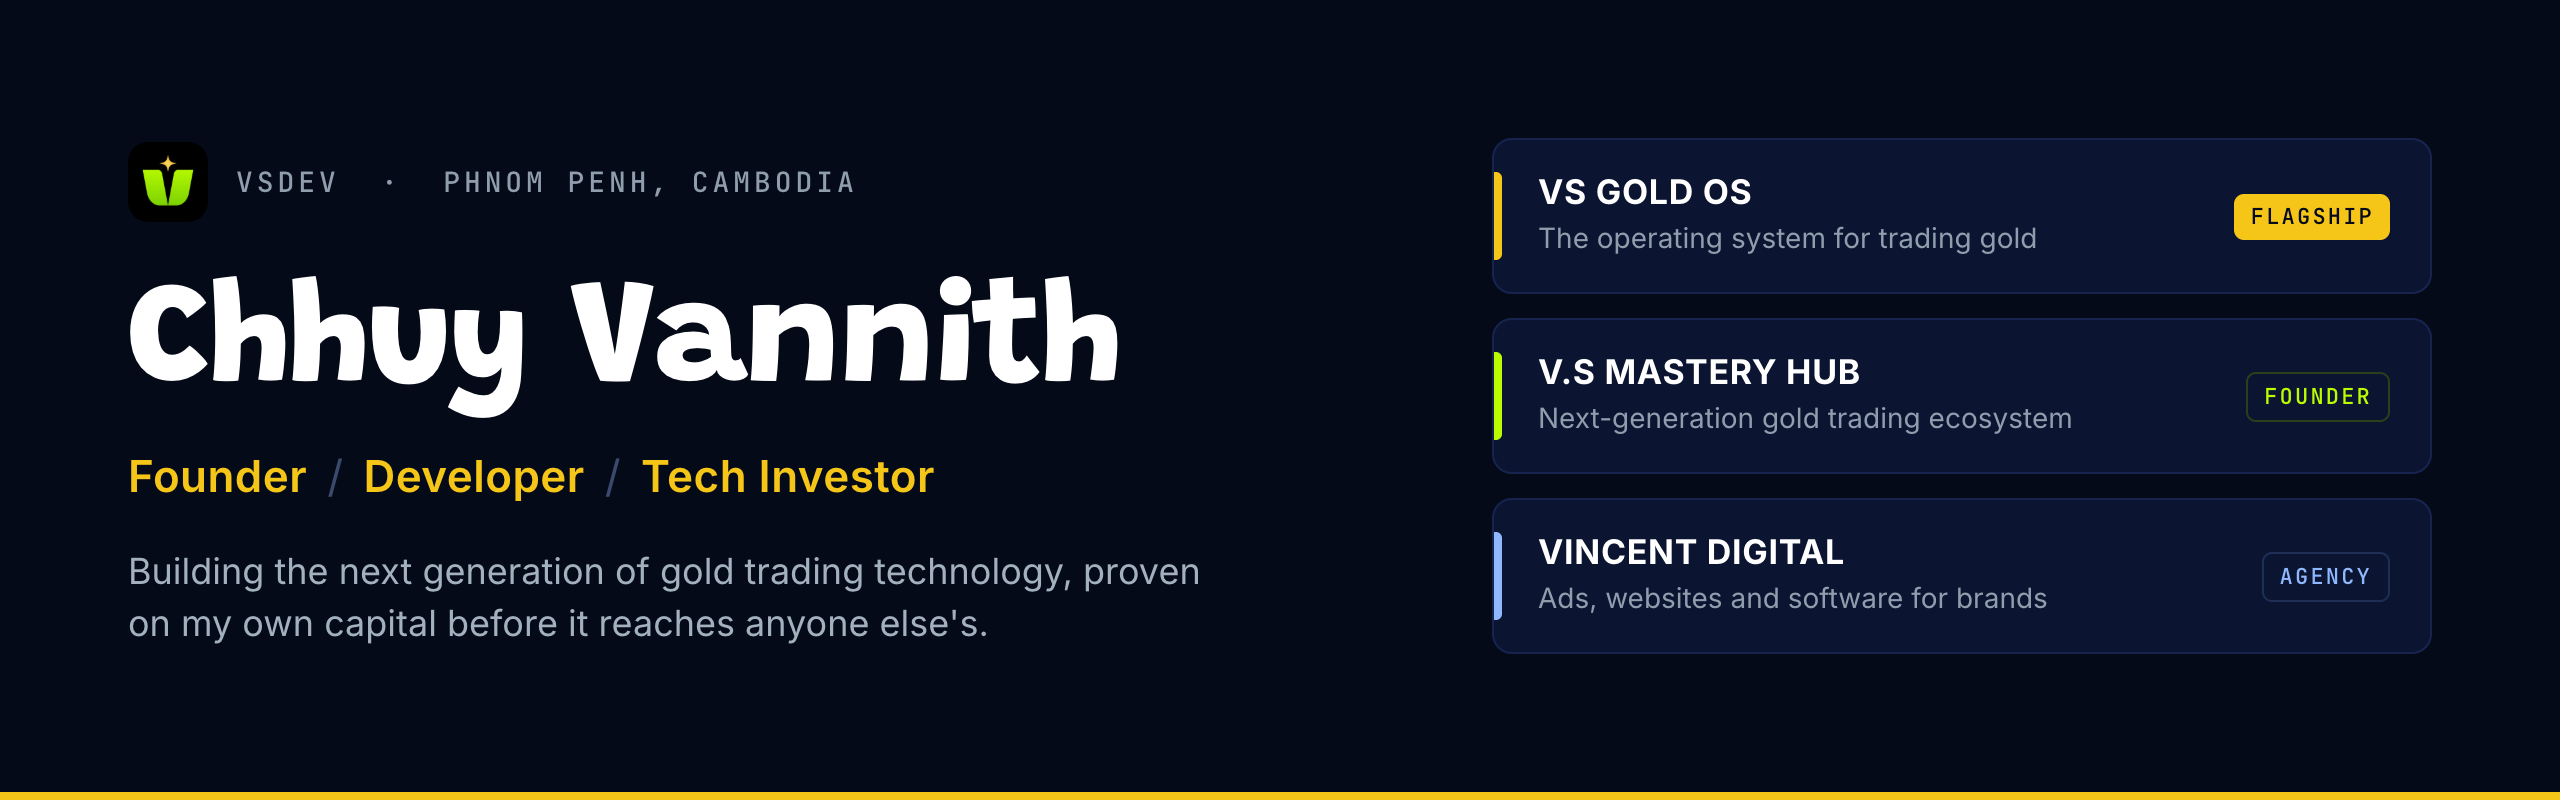 VSDEV · PHNOM PENH, CAMBODIA
Chhuy Vannith
Founder / Developer / Tech Investor
Building the next generation of gold trading technology, proven
on my own capital before it reaches anyone else's.
VS GOLD OS
The operating system for trading gold
FLAGSHIP
V.S MASTERY HUB
Next-generation gold trading ecosystem
FOUNDER
VINCENT DIGITAL
Ads, websites and software for brands
AGENCY